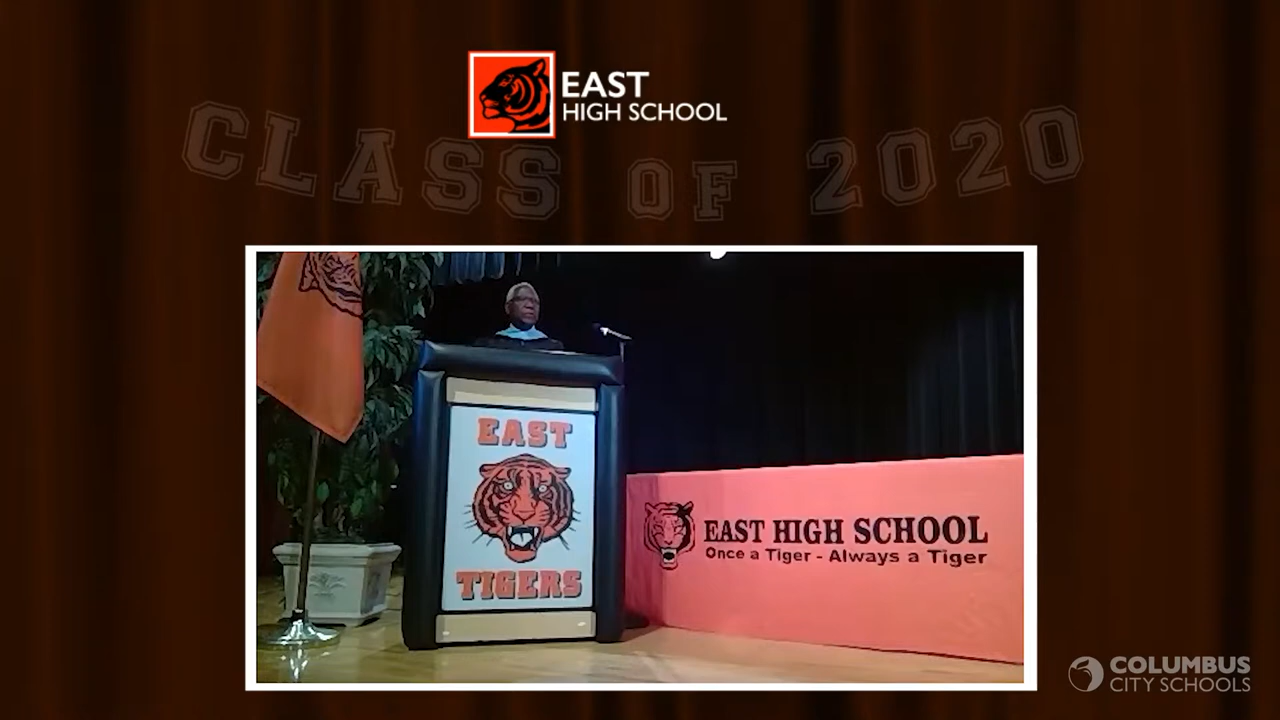 EAST
HIGH SCHOOL
CLASS OF 2020
EAST
TIGERS
EAST HIGH SCHOOL
Once a Tiger - Always a Tiger
COLUMBUS
CITY SCHOOLS